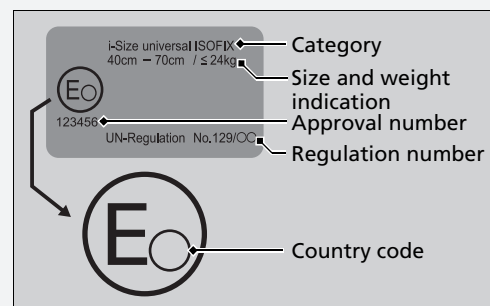 i-Size universal ISOFIX
40cm – 70cm / ≤ 24kg
E
123456
UN-Regulation No.129/○○
E
Category
Size and weight
indication
Approval number
Regulation number
Country code